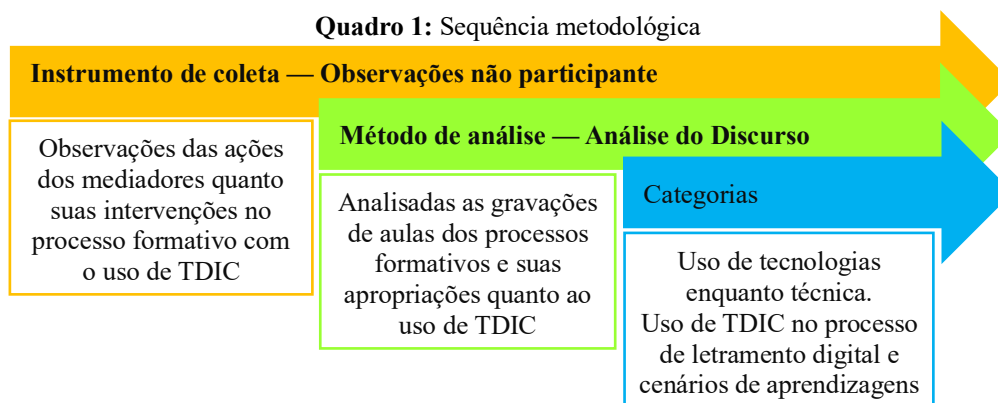 Quadro 1: Sequência metodológica
Instrumento de coleta — Observações não participante
Observações das ações
dos mediadores quanto
suas intervenções no
processo formativo com
o uso de TDIC
Método de análise — Análise do Discurso
Analisadas as gravações
de aulas dos processos
formativos e suas
apropriações quanto ao
uso de TDIC
Categorias
Uso de tecnologias
enquanto técnica.
Uso de TDIC no processo
de letramento digital e
cenários de aprendizagens